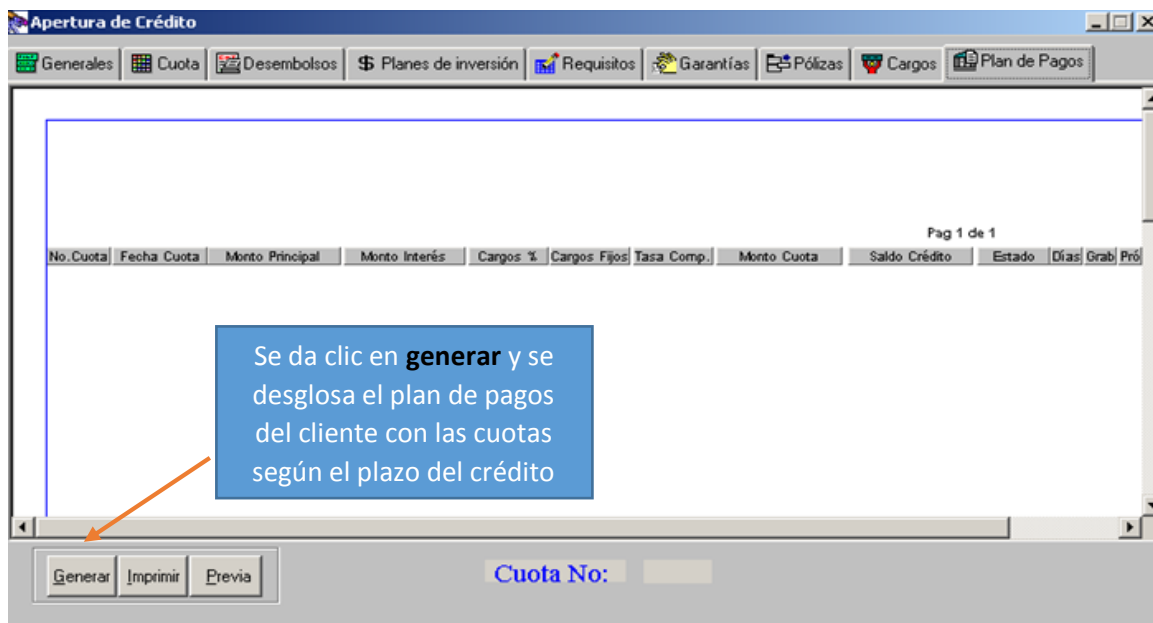 Apertura de Crédito
Generales Cuota Desembolsos $ Planes de inversión Requisitos Garantías Pólizas Cargos Plan de Pagos
Pag 1 de 1
No.Cuota Fecha Cuota Monto Principal Monto Interés Cargos % Cargos Fijos Tasa Comp. Monto Cuota Saldo Crédito Estado Días Grab Pró
Se da clic en generar y se
desglosa el plan de pagos
del cliente con las cuotas
según el plazo del crédito
Generar Imprimir Previa
Cuota No: